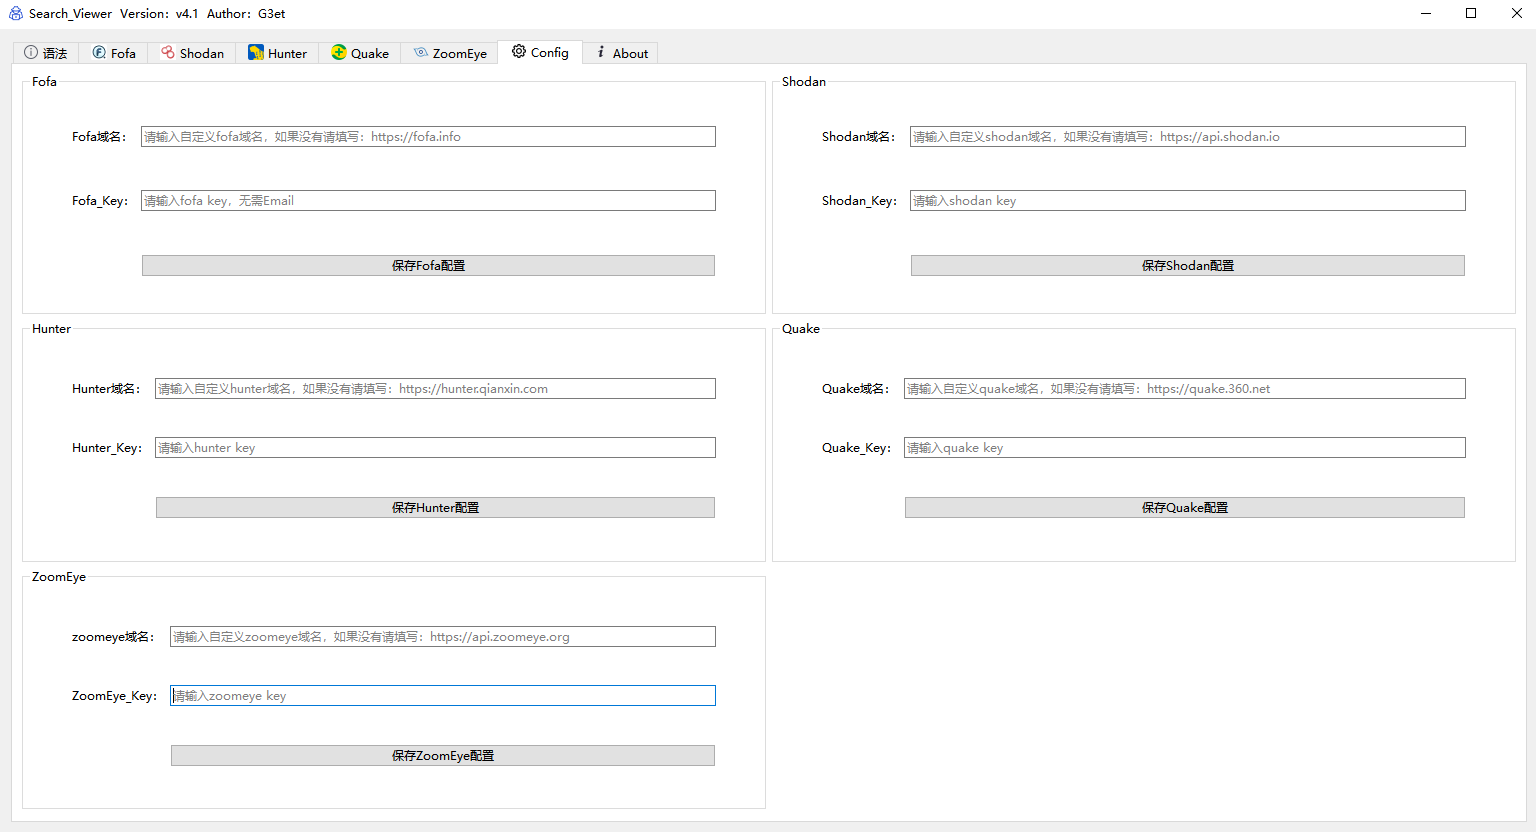 Search_Viewer Version: v4.1 Author: G3et
语法 Fofa Shodan Hunter Quake ZoomEye Config About
Fofa
Fofa域名: 请输入自定义fofa域名，如果没有请填写: https://fofa.info
Fofa_Key: 请输入fofa key，无需Email
保存Fofa配置
Shodan
Shodan域名: 请输入自定义shodan域名，如果没有请填写: https://api.shodan.io
Shodan_Key: 请输入shodan key
保存Shodan配置
Hunter
Hunter域名: 请输入自定义hunter域名，如果没有请填写: https://hunter.qianxin.com
Hunter_Key: 请输入hunter key
保存Hunter配置
Quake
Quake域名: 请输入自定义quake域名，如果没有请填写: https://quake.360.net
Quake_Key: 请输入quake key
保存Quake配置
ZoomEye
zoomeye域名: 请输入自定义zoomeye域名，如果没有请填写: https://api.zoomeye.org
ZoomEye_Key: 请输入zoomeye key
保存ZoomEye配置